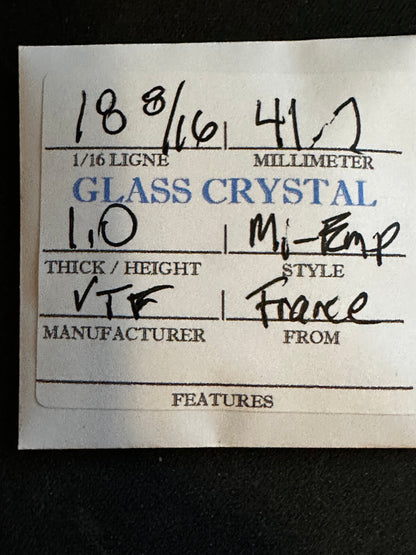 18 8/16 41.7
1/16 LIGNE MILLIMETER
GLASS CRYSTAL
1.0 Mi-Emp
THICK / HEIGHT STYLE
VTF France
MANUFACTURER FROM
FEATURES